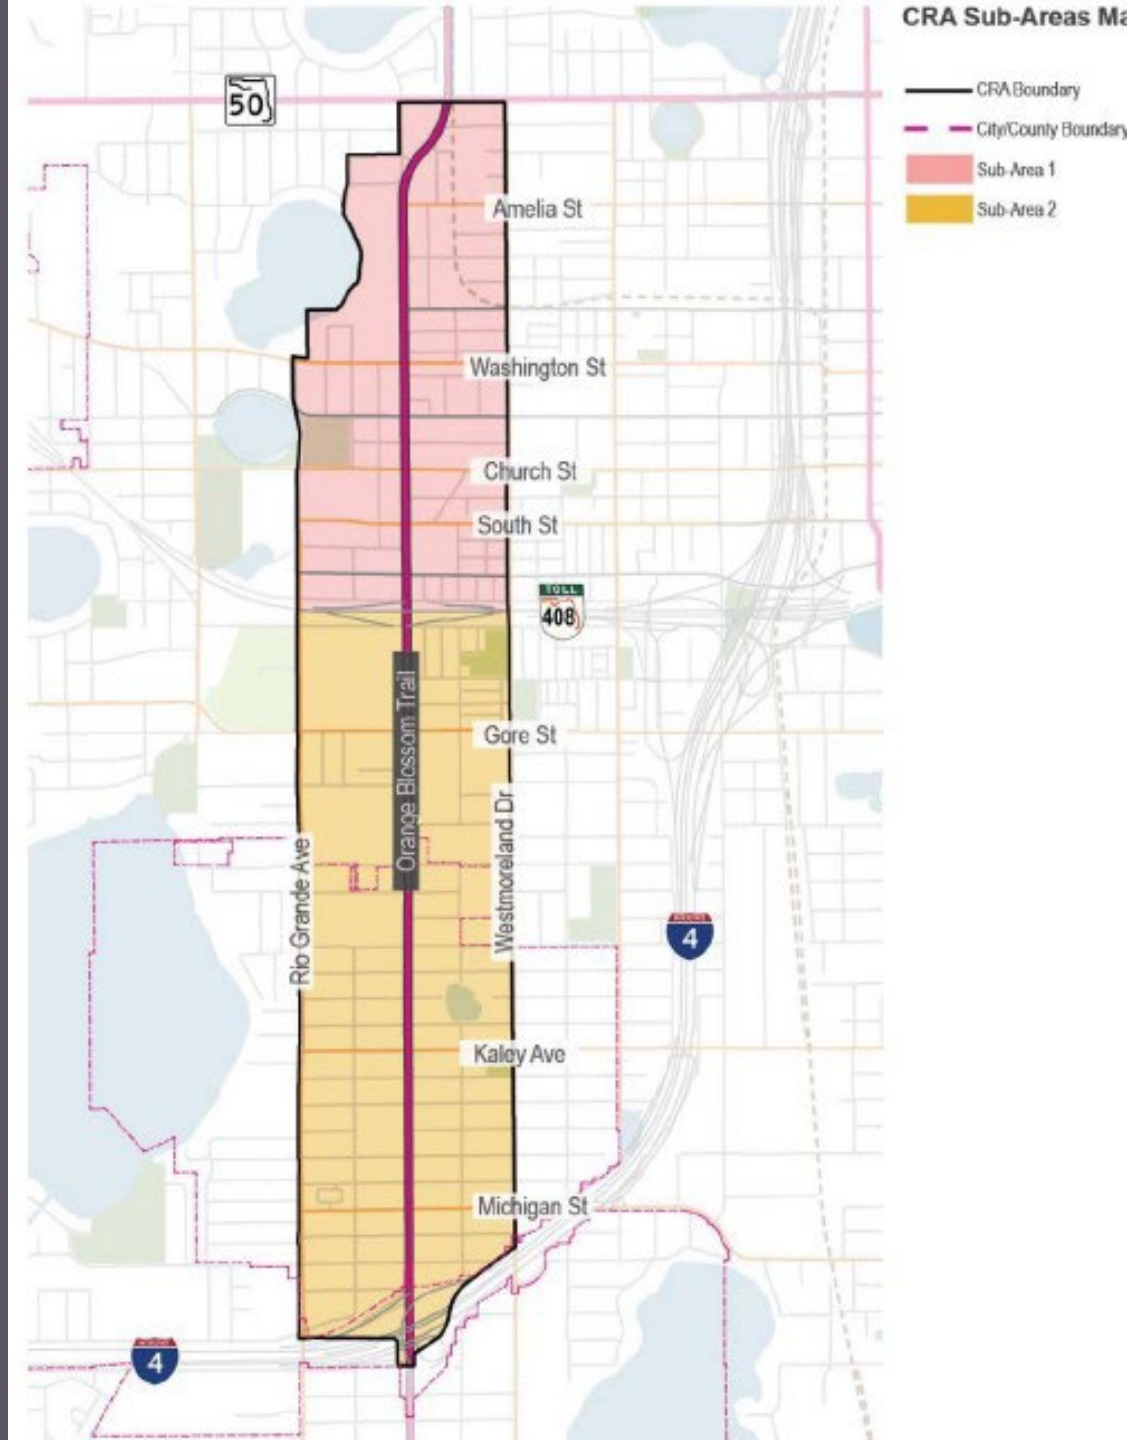 CRA Sub-Areas Ma
CRA Boundary
City/County Boundary
Sub-Area 1
Sub-Area 2
50
Amelia St
Washington St
Church St
South St
TOLL
408
Orange Blossom Trail
Gore St
Westmoreland Dr
Rio Grande Ave
4
Kaley Ave
Michigan St
4